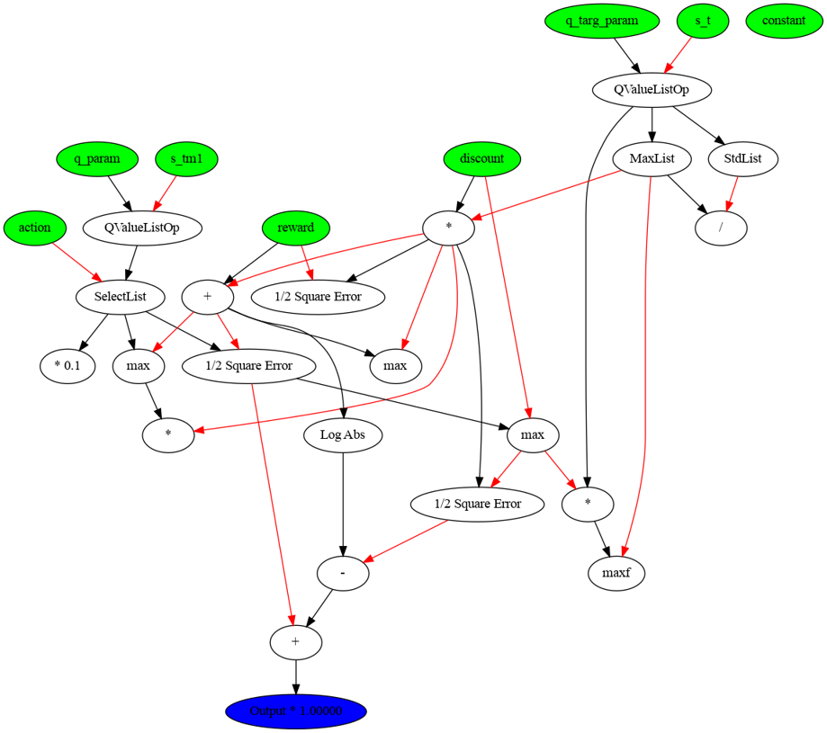 q_targ_param
s_t
constant
QValueListOp
q_param
s_tm1
discount
MaxList
StdList
action
QValueListOp
reward
*
/
SelectList
+
1/2 Square Error
* 0.1
max
1/2 Square Error
max
*
Log Abs
max
1/2 Square Error
*
-
maxf
+
Output * 1.00000